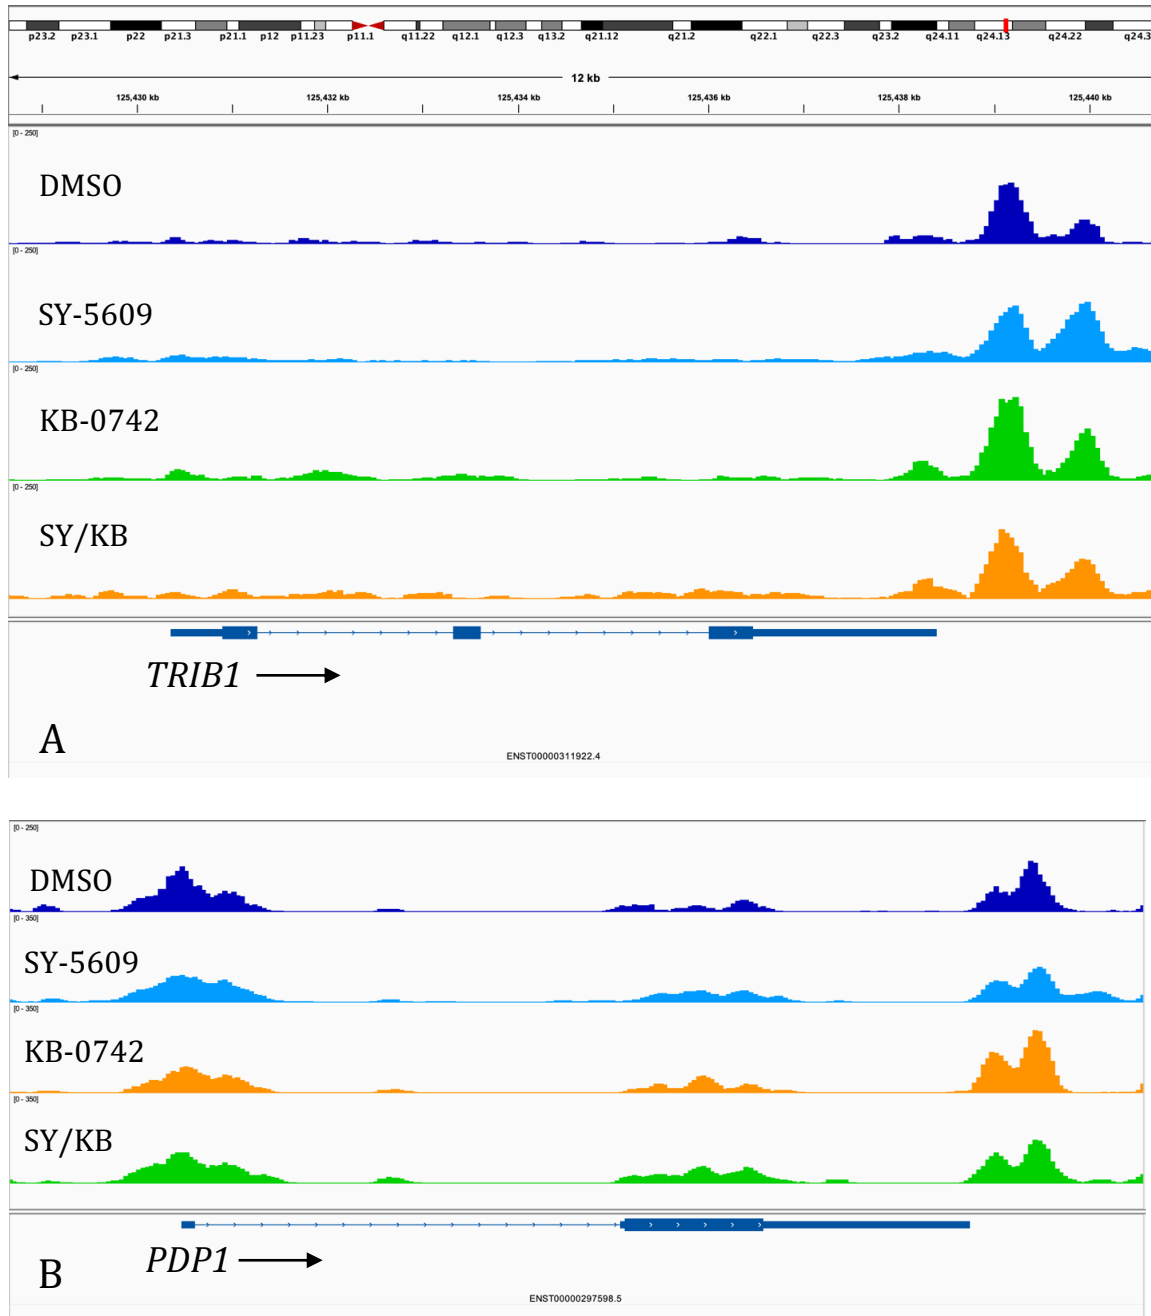 p23.2 p23.1 p22 p21.3 p21.1 p12 p11.23 p11.1 q11.22 q12.1 q12.3 q13.2 q21.12 q21.2 q22.1 q22.3 q23.2 q24.11 q24.13 q24.22 q24.3
12 kb
125,430 kb 125,432 kb 125,434 kb 125,436 kb 125,438 kb 125,440 kb
[0 - 250]
DMSO
[0 - 250]
SY-5609
[0 - 250]
KB-0742
[0 - 250]
SY/KB
TRIB1
A
ENST00000311922.4
[0 - 250]
DMSO
[0 - 350]
SY-5609
[0 - 350]
KB-0742
[0 - 350]
SY/KB
PDP1
B
ENST00000297598.5